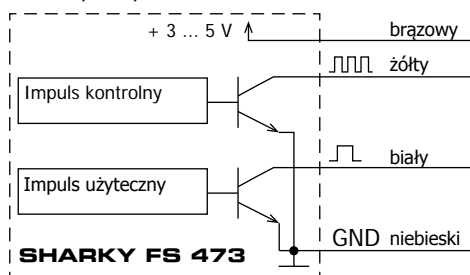 + 3 ... 5 V
brązowy
żółty
Impuls kontrolny
biały
Impuls użyteczny
GND niebieski
SHARKY FS 473